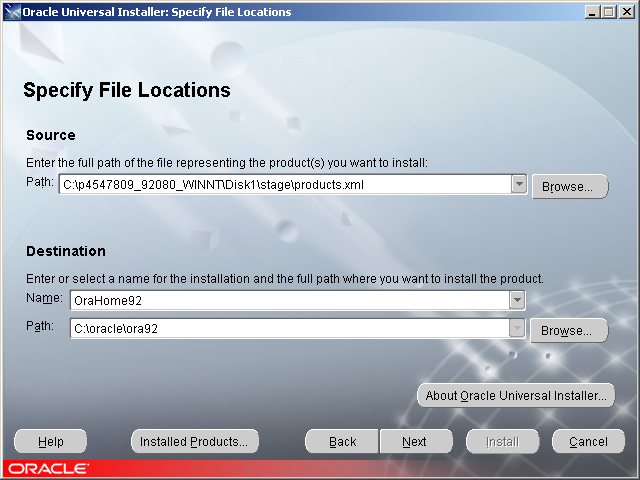 Oracle Universal Installer: Specify File Locations
Specify File Locations
Source
Enter the full path of the file representing the product(s) you want to install:
Path: C:\p4547809_92080_WINNT\Disk1\stage\products.xml Browse...
Destination
Enter or select a name for the installation and the full path where you want to install the product.
Name: OraHome92
Path: C:\oracle\ora92 Browse...
About Oracle Universal Installer...
Help Installed Products... Back Next Install Cancel
ORACLE